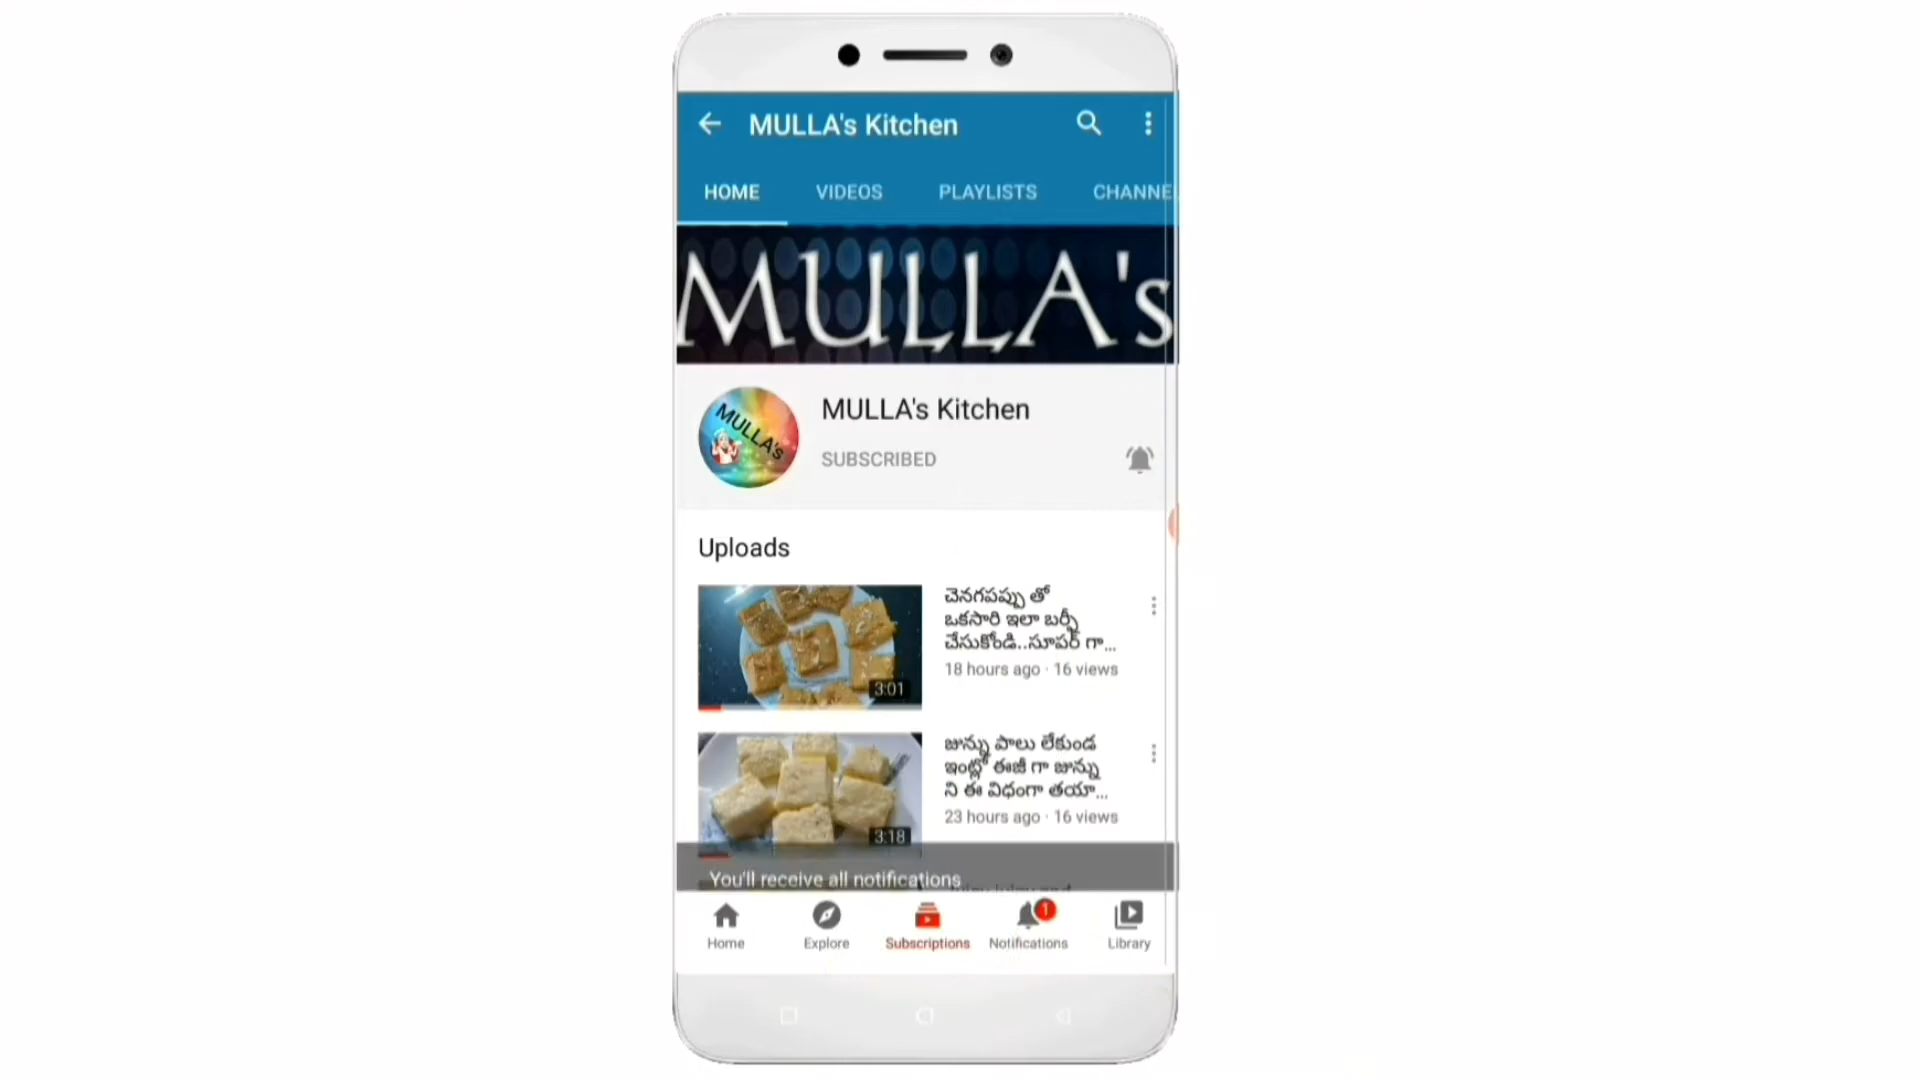 MULLA's Kitchen
HOME VIDEOS PLAYLISTS CHANNE
MULLA's
MULLA's
MULLA's Kitchen
SUBSCRIBED
Uploads
చెనగపప్పు తో
ఒకసారి ఇలా బర్ఫీ
చేసుకోండి..సూపర్ గా...
18 hours ago · 16 views
3:01
జున్ను పాలు లేకుండ
ఇంట్లో ఈజీ గా జున్ను
ని ఈ విధంగా తయా...
23 hours ago · 16 views
3:18
You'll receive all notifications
1
Home Explore Subscriptions Notifications Library